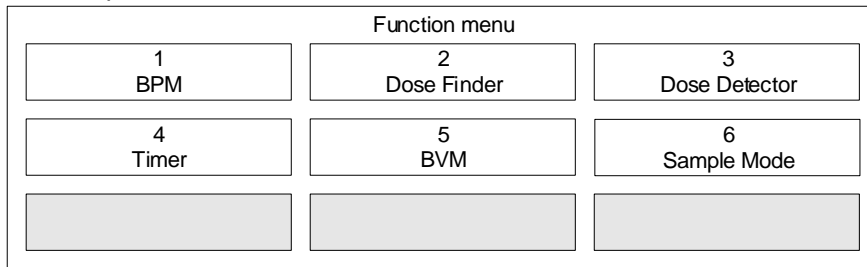 Function menu
1
BPM
2
Dose Finder
3
Dose Detector
4
Timer
5
BVM
6
Sample Mode